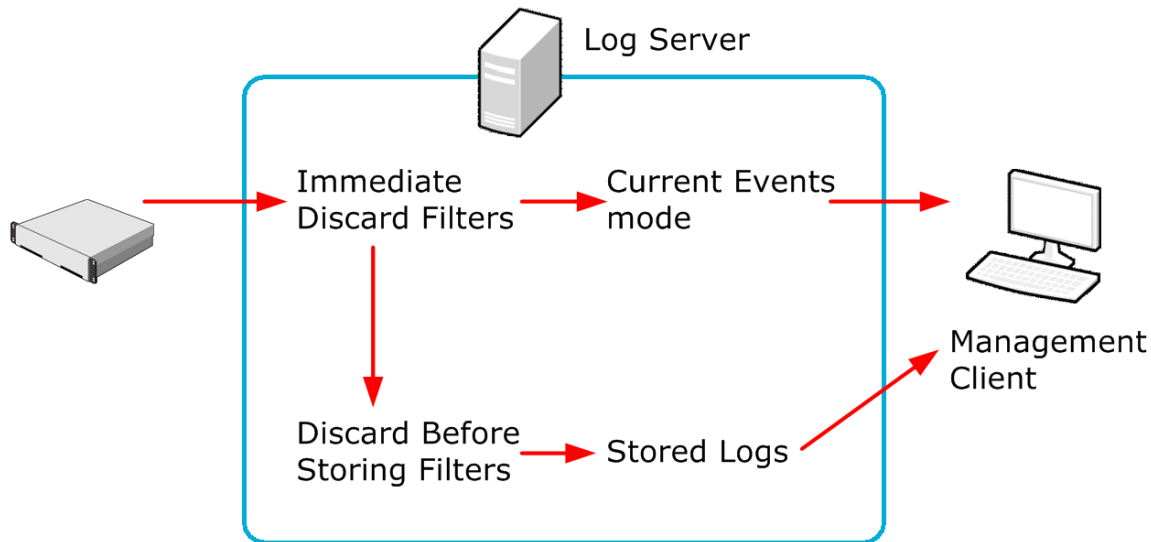 Log Server
Immediate
Discard Filters
Current Events
mode
Management
Client
Discard Before
Storing Filters
Stored Logs